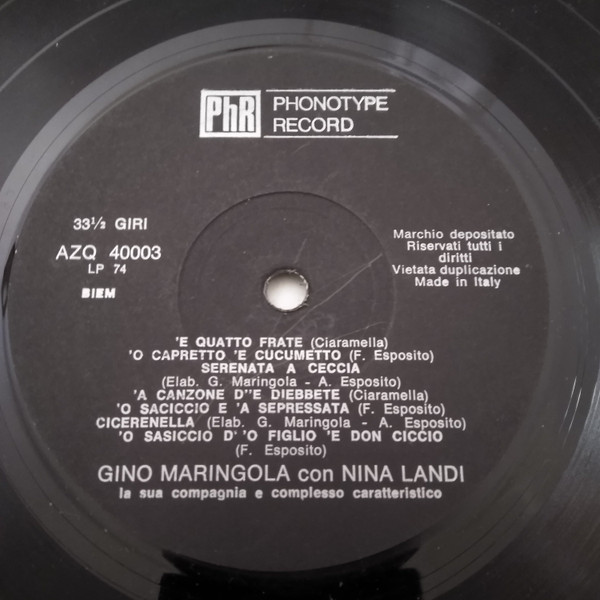 PhR PHONOTYPE
RECORD
33½ GIRI
AZQ 40003
LP 74
BIEM
Marchio depositato
Riservati tutti i
diritti
Vietata duplicazione
Made in Italy
'E QUATTO FRATE (Ciaramella)
'O CAPRETTO 'E CUCUMETTO (F. Esposito)
SERENATA A CECCIA
(Elab. G. Maringola - A. Esposito)
'A CANZONE D''E DIEBBETE (Ciaramella)
'O SACICCIO E 'A SEPRESSATA (F. Esposito)
CICERENELLA (Elab. G. Maringola - A. Esposito)
'O SASICCIO D' 'O FIGLIO 'E DON CICCIO
(F. Esposito)
GINO MARINGOLA con NINA LANDI
la sua compagnia e complesso caratteristico